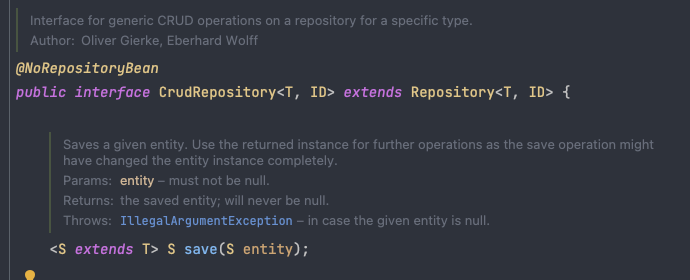 Interface for generic CRUD operations on a repository for a specific type.
Author: Oliver Gierke, Eberhard Wolff
@NoRepositoryBean
public interface CrudRepository<T, ID> extends Repository<T, ID> {
Saves a given entity. Use the returned instance for further operations as the save operation might
have changed the entity instance completely.
Params: entity – must not be null.
Returns: the saved entity; will never be null.
Throws: IllegalArgumentException – in case the given entity is null.
<S extends T> S save(S entity);